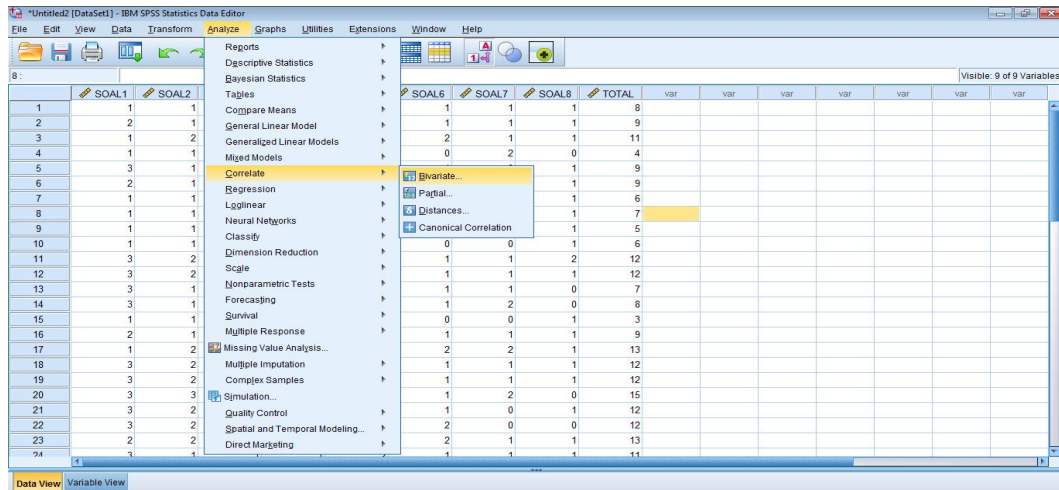 *Untitled2 [DataSet1] - IBM SPSS Statistics Data Editor
File Edit View Data Transform Analyze Graphs Utilities Extensions Window Help
8 :
Visible: 9 of 9 Variables
SOAL1 SOAL2 SOAL6 SOAL7 SOAL8 TOTAL var var var var var var
Reports
Descriptive Statistics
Bayesian Statistics
Tables
Compare Means
General Linear Model
Generalized Linear Models
Mixed Models
Correlate
Regression
Loglinear
Neural Networks
Classify
Dimension Reduction
Scale
Nonparametric Tests
Forecasting
Survival
Multiple Response
Missing Value Analysis...
Multiple Imputation
Complex Samples
Simulation...
Quality Control
Spatial and Temporal Modeling...
Direct Marketing
Bivariate...
Partial...
Distances...
Canonical Correlation
1 1 1 1 1 1 8
2 2 1 1 1 1 9
3 1 2 2 1 1 11
4 1 1 0 2 0 4
5 3 1 1 9
6 2 1 1 9
7 1 1 1 6
8 1 1 1 7
9 1 1 1 5
10 1 1 0 0 1 6
11 3 2 1 1 2 12
12 3 2 1 1 1 12
13 3 1 1 1 0 7
14 3 1 1 2 0 8
15 1 1 0 0 1 3
16 2 1 1 1 1 9
17 1 2 2 2 1 13
18 3 2 1 1 1 12
19 3 2 1 1 1 12
20 3 3 1 2 0 15
21 3 2 1 0 1 12
22 3 2 2 0 0 12
23 2 2 2 1 1 13
24 3 1 1 1 1 11
Data View Variable View